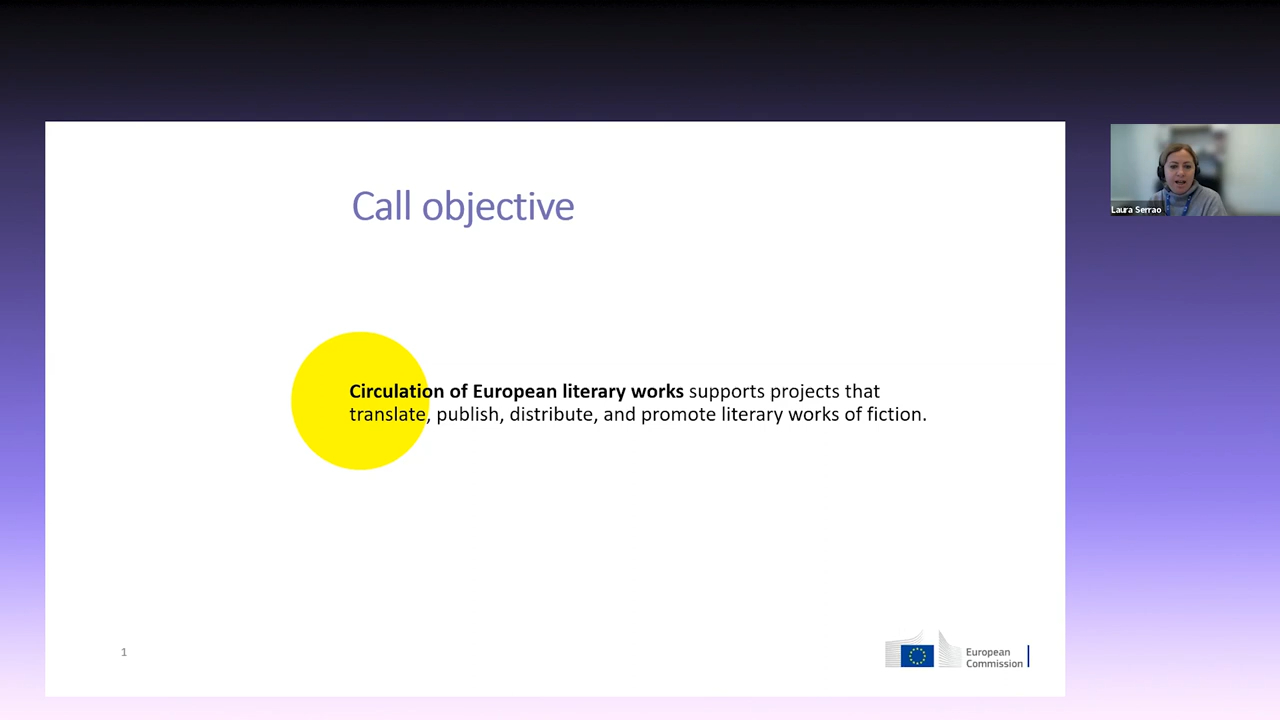 Call objective
Circulation of European literary works supports projects that
translate, publish, distribute, and promote literary works of fiction.
1
European
Commission
Laura Serrao